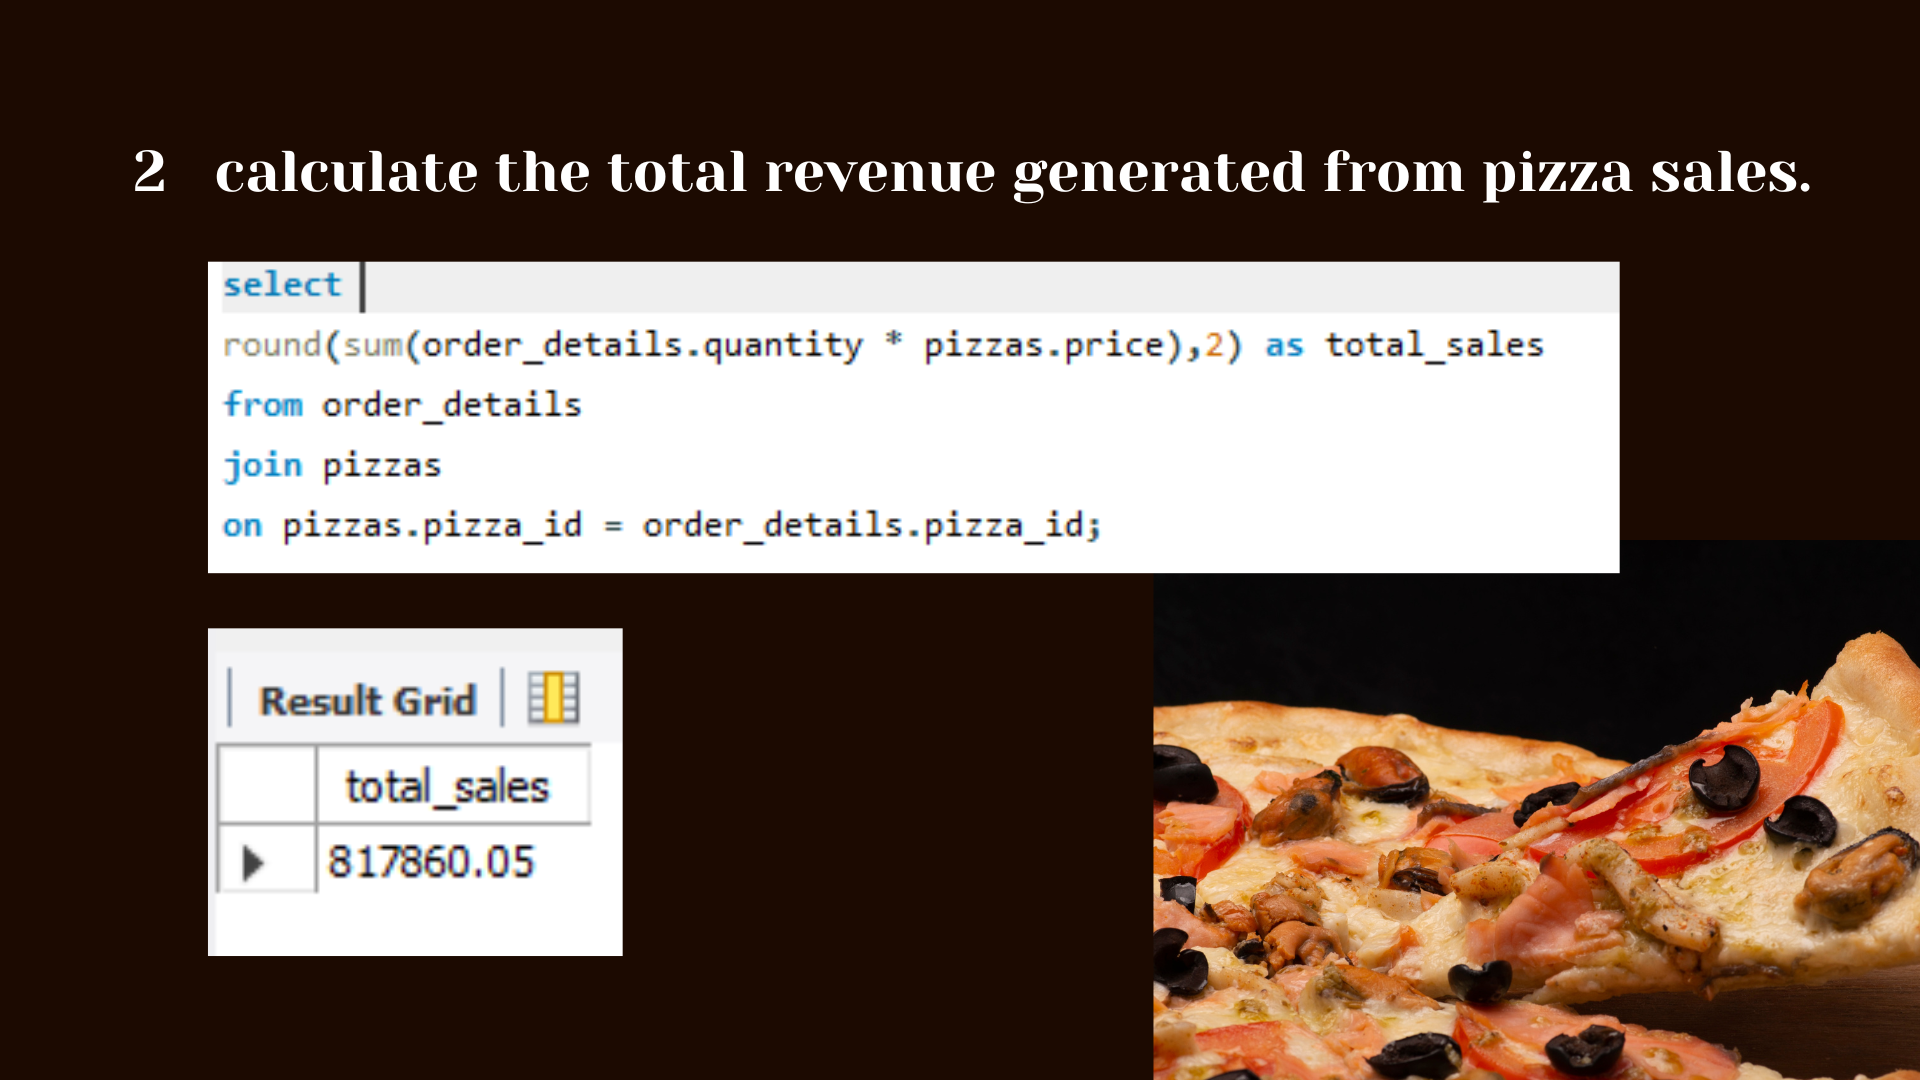 2 calculate the total revenue generated from pizza sales.
select
round(sum(order_details.quantity * pizzas.price),2) as total_sales
from order_details
join pizzas
on pizzas.pizza_id = order_details.pizza_id;
Result Grid
total_sales
817860.05